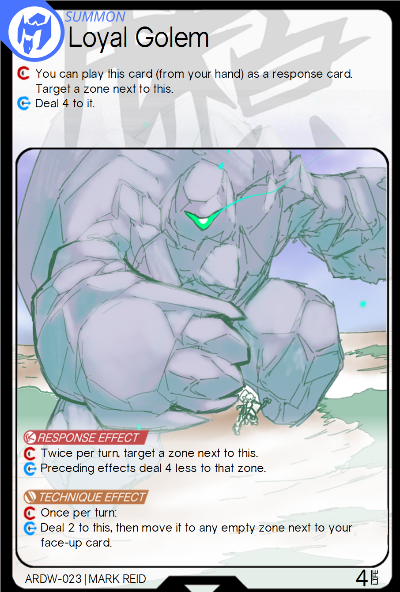 SUMMON
Loyal Golem
You can play this card (from your hand) as a response card.
Target a zone next to this.
Deal 4 to it.
RESPONSE EFFECT
Twice per turn, target a zone next to this.
Preceding effects deal 4 less to that zone.
TECHNIQUE EFFECT
Once per turn:
Deal 2 to this, then move it to any empty zone next to your
face-up card.
ARDW-023 | MARK REID
4 LIFE